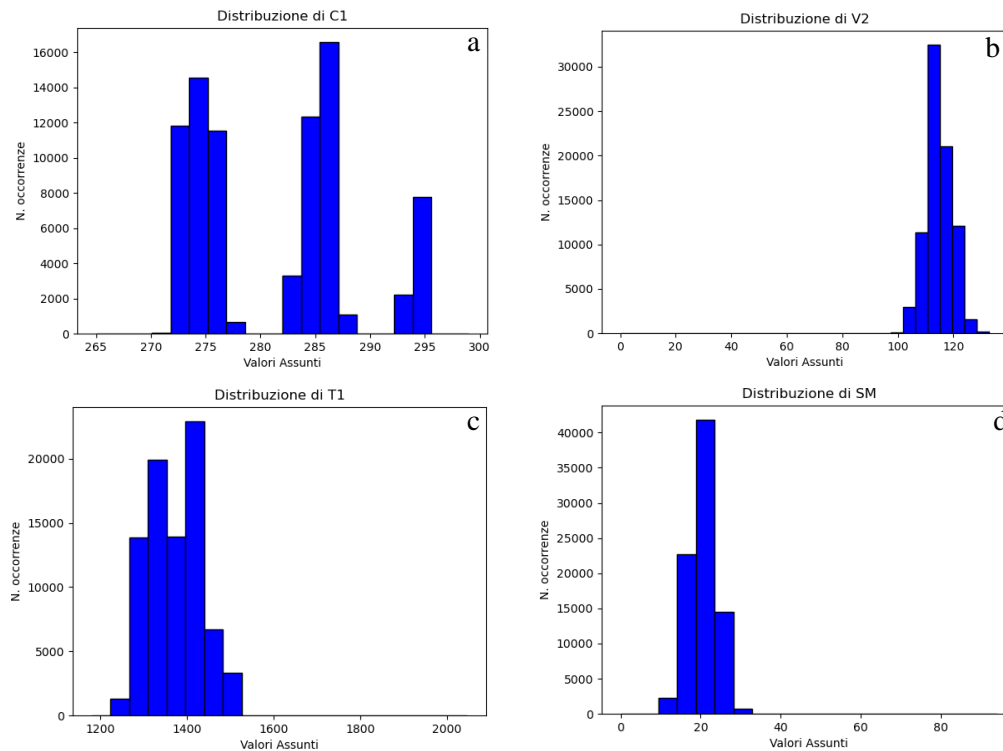 Distribuzione di C1
a
16000
14000
12000
10000
8000
6000
4000
2000
0
N. occorrenze
265 270 275 280 285 290 295 300
Valori Assunti
Distribuzione di V2
b
30000
25000
20000
15000
10000
5000
0
N. occorrenze
0 20 40 60 80 100 120
Valori Assunti
Distribuzione di T1
c
20000
15000
10000
5000
0
N. occorrenze
1200 1400 1600 1800 2000
Valori Assunti
Distribuzione di SM
d
40000
35000
30000
25000
20000
15000
10000
5000
0
N. occorrenze
0 20 40 60 80
Valori Assunti